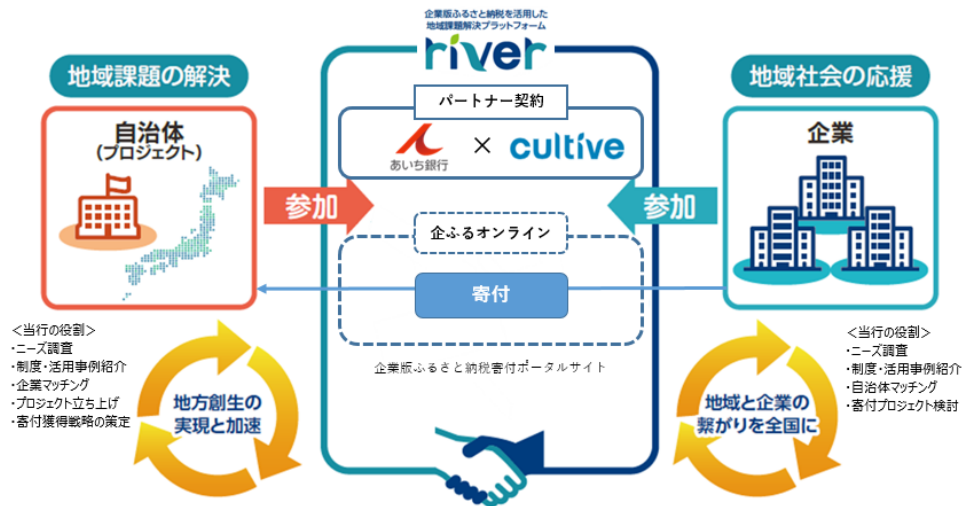 企業版ふるさと納税を活用した
地域課題解決プラットフォーム
river
地域課題の解決
地域社会の応援
パートナー契約
自治体
(プロジェクト)
あいち銀行
×
cultive
企業
参加
参加
企ふるオンライン
寄付
企業版ふるさと納税寄付ポータルサイト
＜当行の役割＞
・ニーズ調査
・制度・活用事例紹介
・企業マッチング
・プロジェクト立ち上げ
・寄付獲得戦略の策定
地方創生の
実現と加速
地域と企業の
繋がりを全国に
＜当行の役割＞
・ニーズ調査
・制度・活用事例紹介
・自治体マッチング
・寄付プロジェクト検討